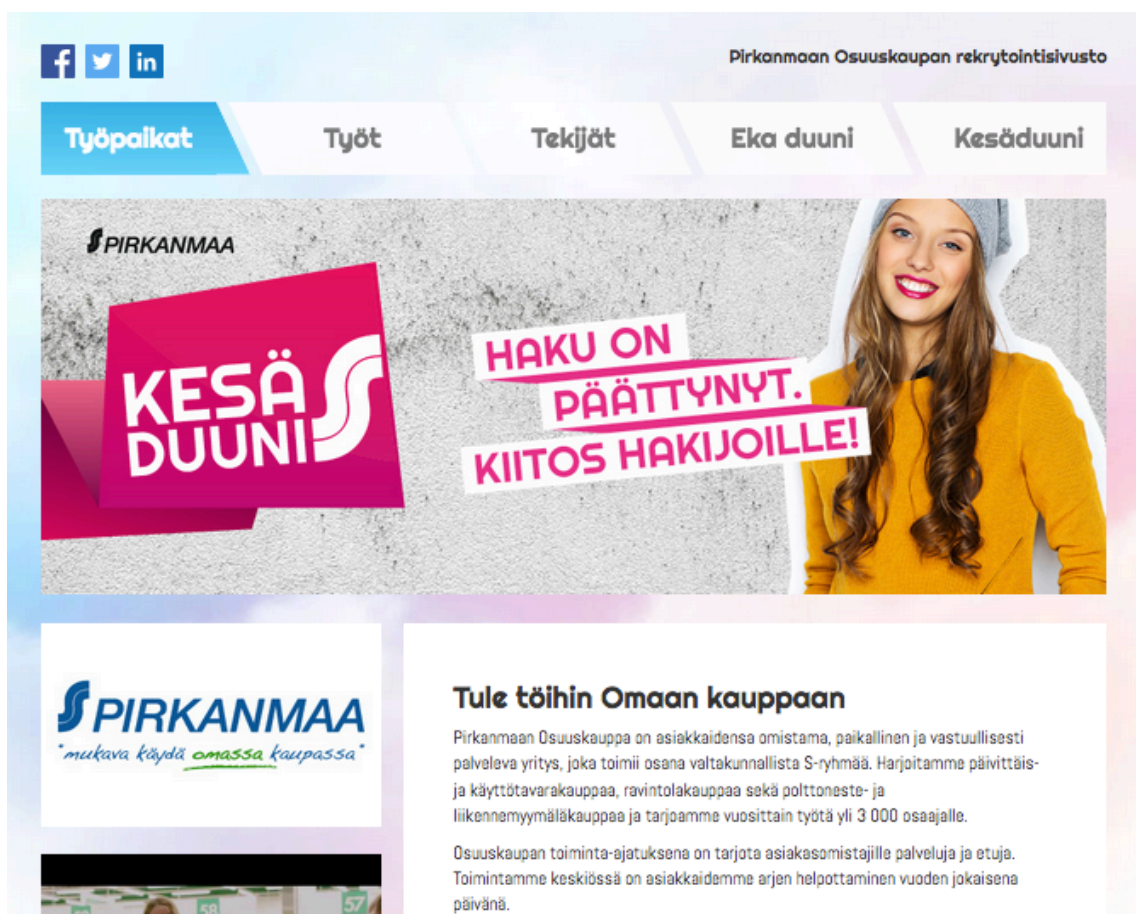 Pirkanmaan Osuuskaupan rekrytointisivusto
Työpaikat
Työt
Tekijät
Eka duuni
Kesäduuni
PIRKANMAA
KESÄ
DUUNI
HAKU ON
PÄÄTTYNYT.
KIITOS HAKIJOILLE!
PIRKANMAA
"mukava käydä omassa kaupassa"
Tule töihin Omaan kauppaan
Pirkanmaan Osuuskauppa on asiakkaidensa omistama, paikallinen ja vastuullisesti
palveleva yritys, joka toimii osana valtakunnallista S-ryhmää. Harjoitamme päivittäis-
ja käyttötavarakauppaa, ravintolakauppaa sekä polttoneste- ja
liikennemyymäläkauppaa ja tarjoamme vuosittain työtä yli 3 000 osaajalle.
Osuuskaupan toiminta-ajatuksena on tarjota asiakasomistajille palveluja ja etuja.
Toimintamme keskiössä on asiakkaidemme arjen helpottaminen vuoden jokaisena
päivänä.
58
57